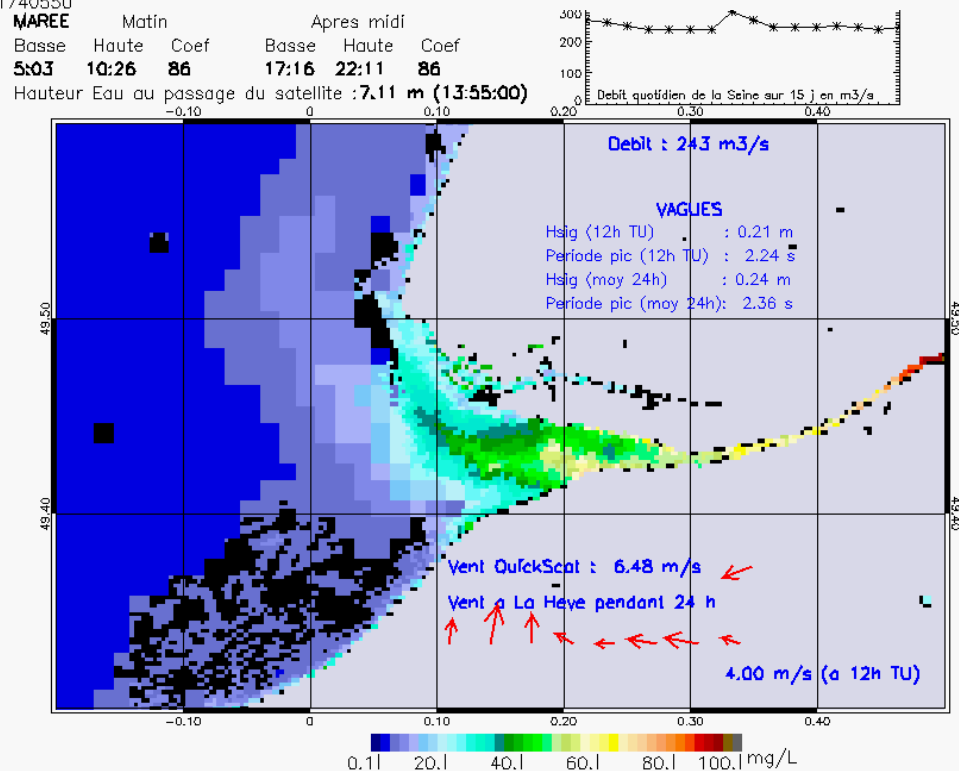 MAREE Matin Apres midi
Basse Haute Coef Basse Haute Coef
5:03 10:26 86 17:16 22:11 86
Hauteur Eau au passage du satellite : 7.11 m (13:55:00)
300
200
100
0
Debit quotidien de la Seine sur 15 j en m3/s
-0.10 0 0.10 0.20 0.30 0.40
Debit : 243 m3/s
VAGUES
Hsig (12h TU) : 0.21 m
Periode pic (12h TU) : 2.24 s
Hsig (moy 24h) : 0.24 m
Periode pic (moy 24h): 2.36 s
49.50 49.50
49.40 49.40
Vent QuickScat : 6.48 m/s
Vent a La Heve pendant 24 h
4.00 m/s (a 12h TU)
-0.10 0 0.10 0.20 0.30 0.40
0.1 20.1 40.1 60.1 80.1 100.1 mg/L